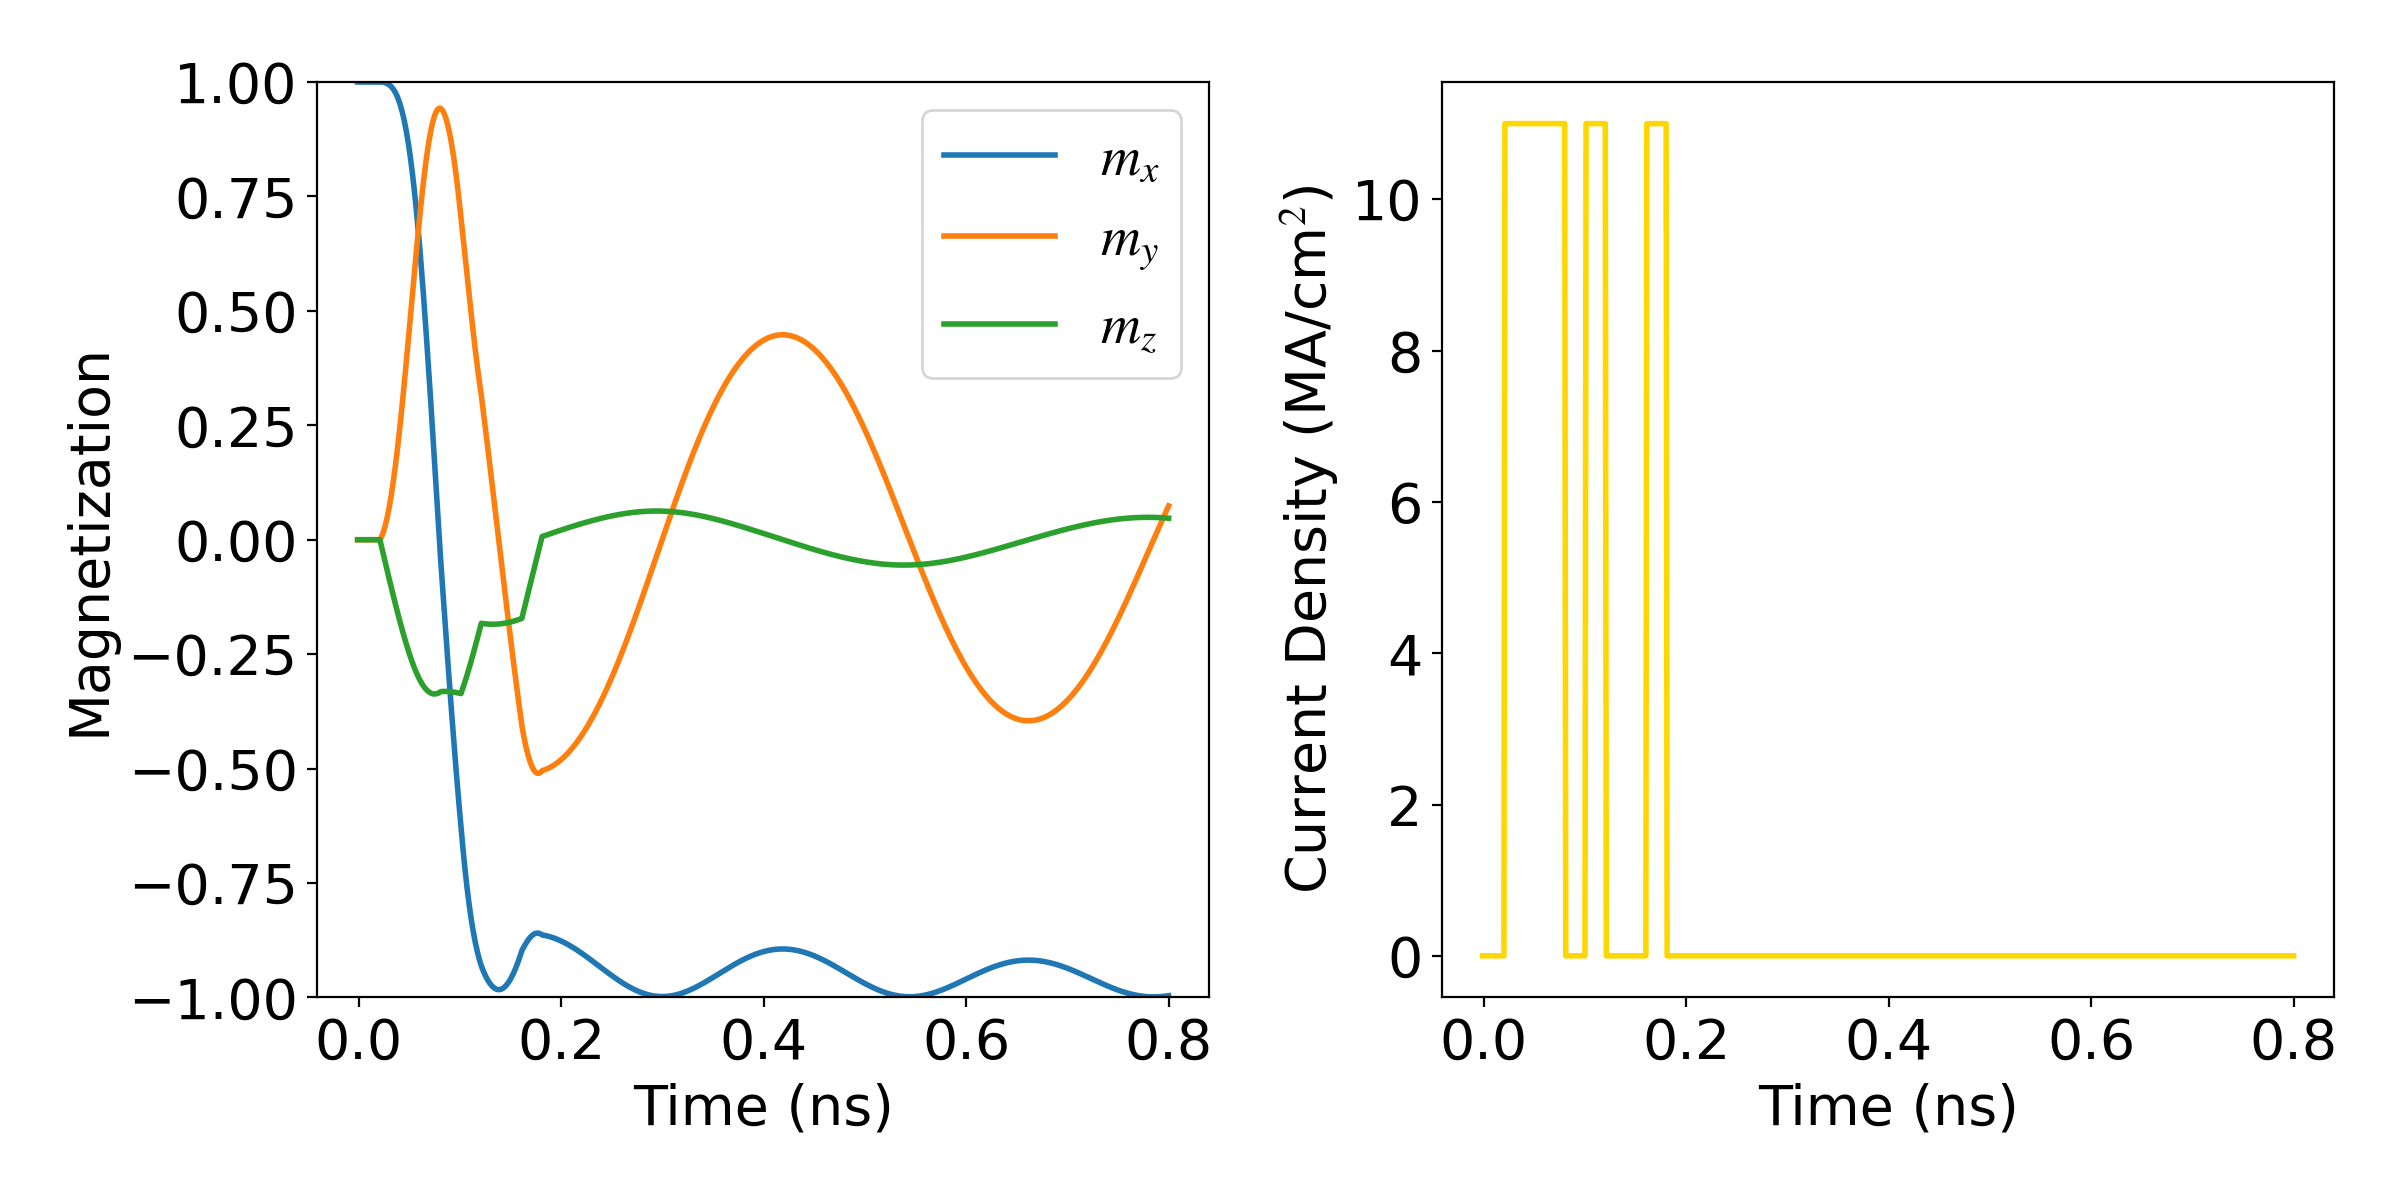 1.00
0.75
0.50
0.25
0.00
−0.25
−0.50
−0.75
−1.00
Magnetization
0.0 0.2 0.4 0.6 0.8
Time (ns)
m_x
m_y
m_z
10
8
6
4
2
0
Current Density (MA/cm²)
0.0 0.2 0.4 0.6 0.8
Time (ns)